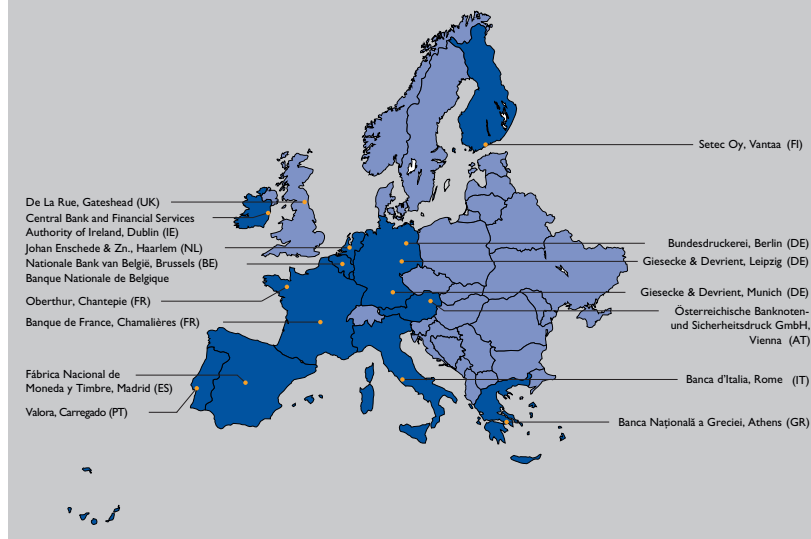 De La Rue, Gateshead (UK)
Central Bank and Financial Services
Authority of Ireland, Dublin (IE)
Johan Enschede & Zn., Haarlem (NL)
Nationale Bank van België, Brussels (BE)
Banque Nationale de Belgique
Oberthur, Chantepie (FR)
Banque de France, Chamalières (FR)
Fábrica Nacional de
Moneda y Timbre, Madrid (ES)
Valora, Carregado (PT)
Setec Oy, Vantaa (FI)
Bundesdruckerei, Berlin (DE)
Giesecke & Devrient, Leipzig (DE)
Giesecke & Devrient, Munich (DE)
Österreichische Banknoten-
und Sicherheitsdruck GmbH,
Vienna (AT)
Banca d'Italia, Rome (IT)
Banca Națională a Greciei, Athens (GR)